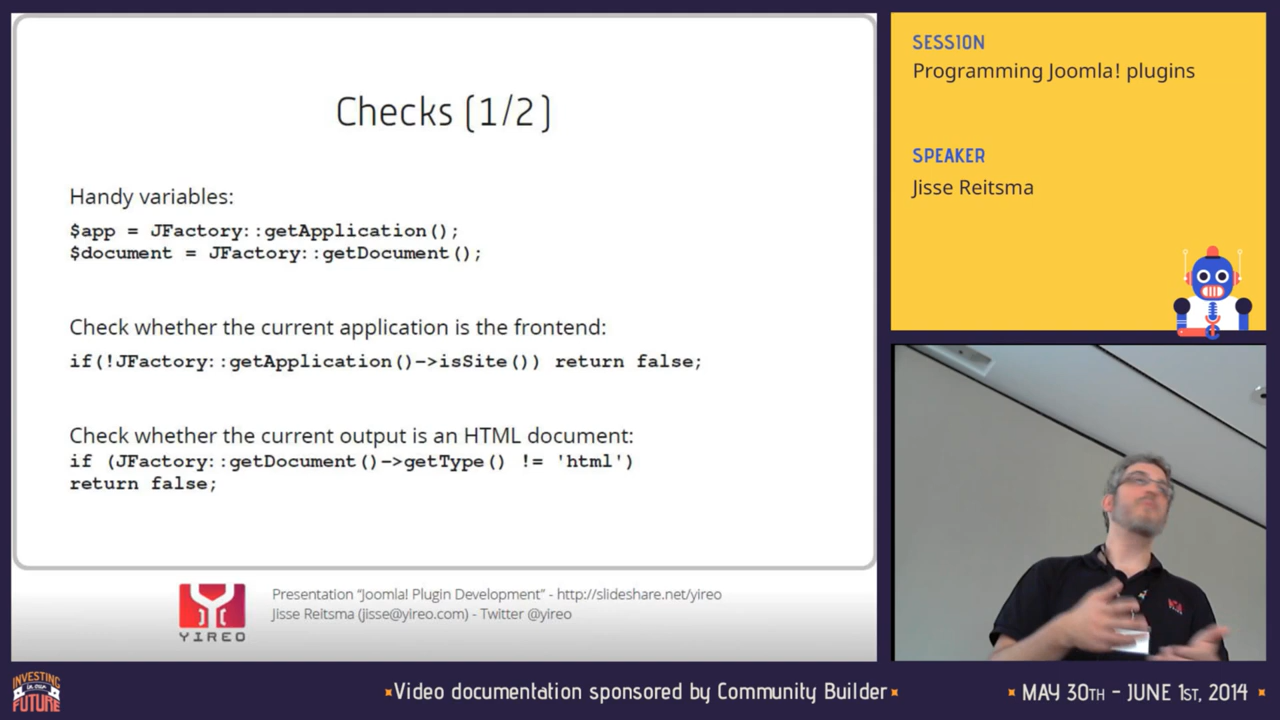 Checks (1/2)
Handy variables:
$app = JFactory::getApplication();
$document = JFactory::getDocument();
Check whether the current application is the frontend:
if(!JFactory::getApplication()->isSite()) return false;
Check whether the current output is an HTML document:
if (JFactory::getDocument()->getType() != 'html')
return false;
YIREO
Presentation “Joomla! Plugin Development” - http://slideshare.net/yireo
Jisse Reitsma (jisse@yireo.com) - Twitter @yireo
SESSION
Programming Joomla! plugins
SPEAKER
Jisse Reitsma
INVESTING
IN OUR
FUTURE
Video documentation sponsored by Community Builder
MAY 30TH - JUNE 1ST, 2014